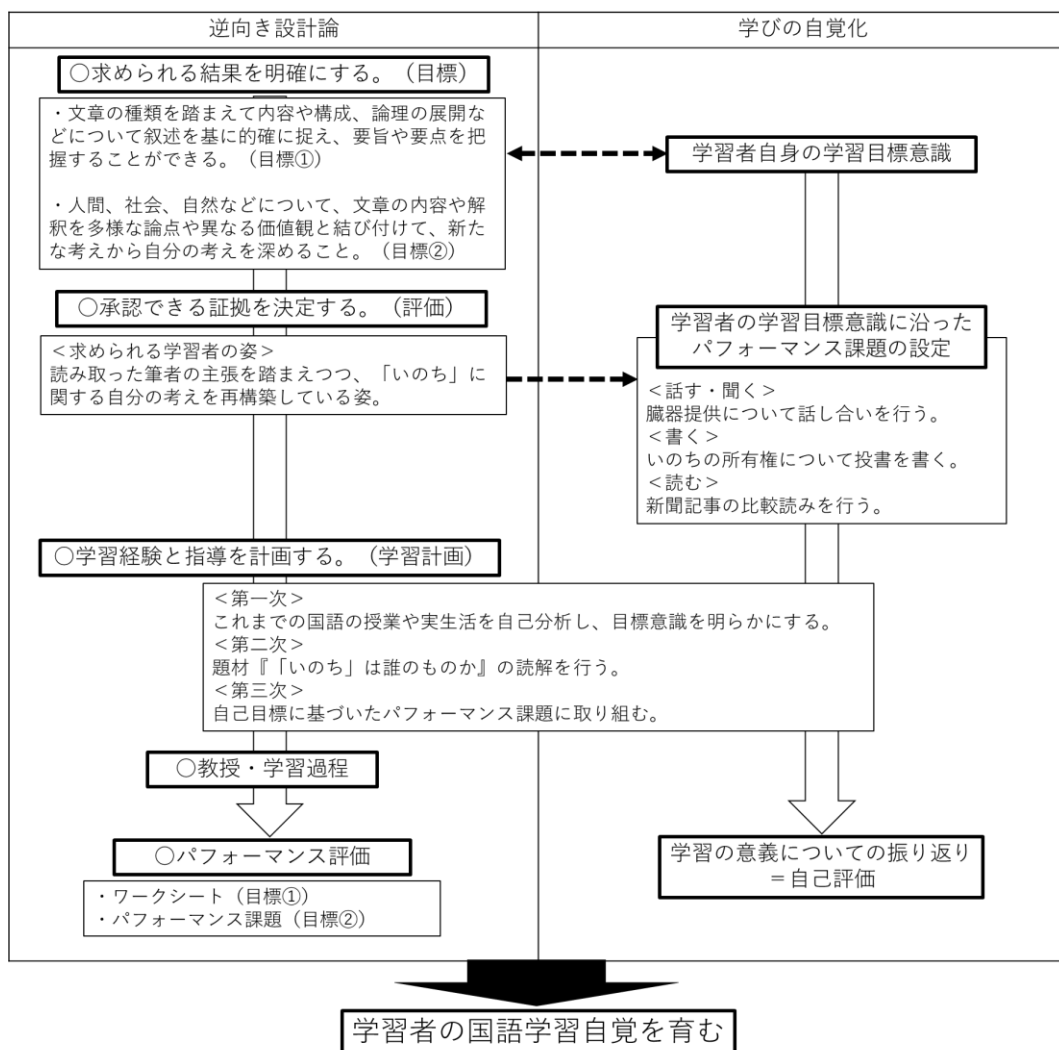 逆向き設計論
学びの自覚化
○求められる結果を明確にする。（目標）
・文章の種類を踏まえて内容や構成、論理の展開な
どについて叙述を基に的確に捉え、要旨や要点を把
握することができる。（目標①）
・人間、社会、自然などについて、文章の内容や解
釈を多様な論点や異なる価値観と結び付けて、新た
な考えから自分の考えを深めること。（目標②）
学習者自身の学習目標意識
○承認できる証拠を決定する。（評価）
＜求められる学習者の姿＞
読み取った筆者の主張を踏まえつつ、「いのち」に
関する自分の考えを再構築している姿。
学習者の学習目標意識に沿った
パフォーマンス課題の設定
＜話す・聞く＞
臓器提供について話し合いを行う。
＜書く＞
いのちの所有権について投書を書く。
＜読む＞
新聞記事の比較読みを行う。
○学習経験と指導を計画する。（学習計画）
＜第一次＞
これまでの国語の授業や実生活を自己分析し、目標意識を明らかにする。
＜第二次＞
題材『「いのち」は誰のものか』の読解を行う。
＜第三次＞
自己目標に基づいたパフォーマンス課題に取り組む。
○教授・学習過程
○パフォーマンス評価
・ワークシート（目標①）
・パフォーマンス課題（目標②）
学習の意義についての振り返り
＝自己評価
学習者の国語学習自覚を育む